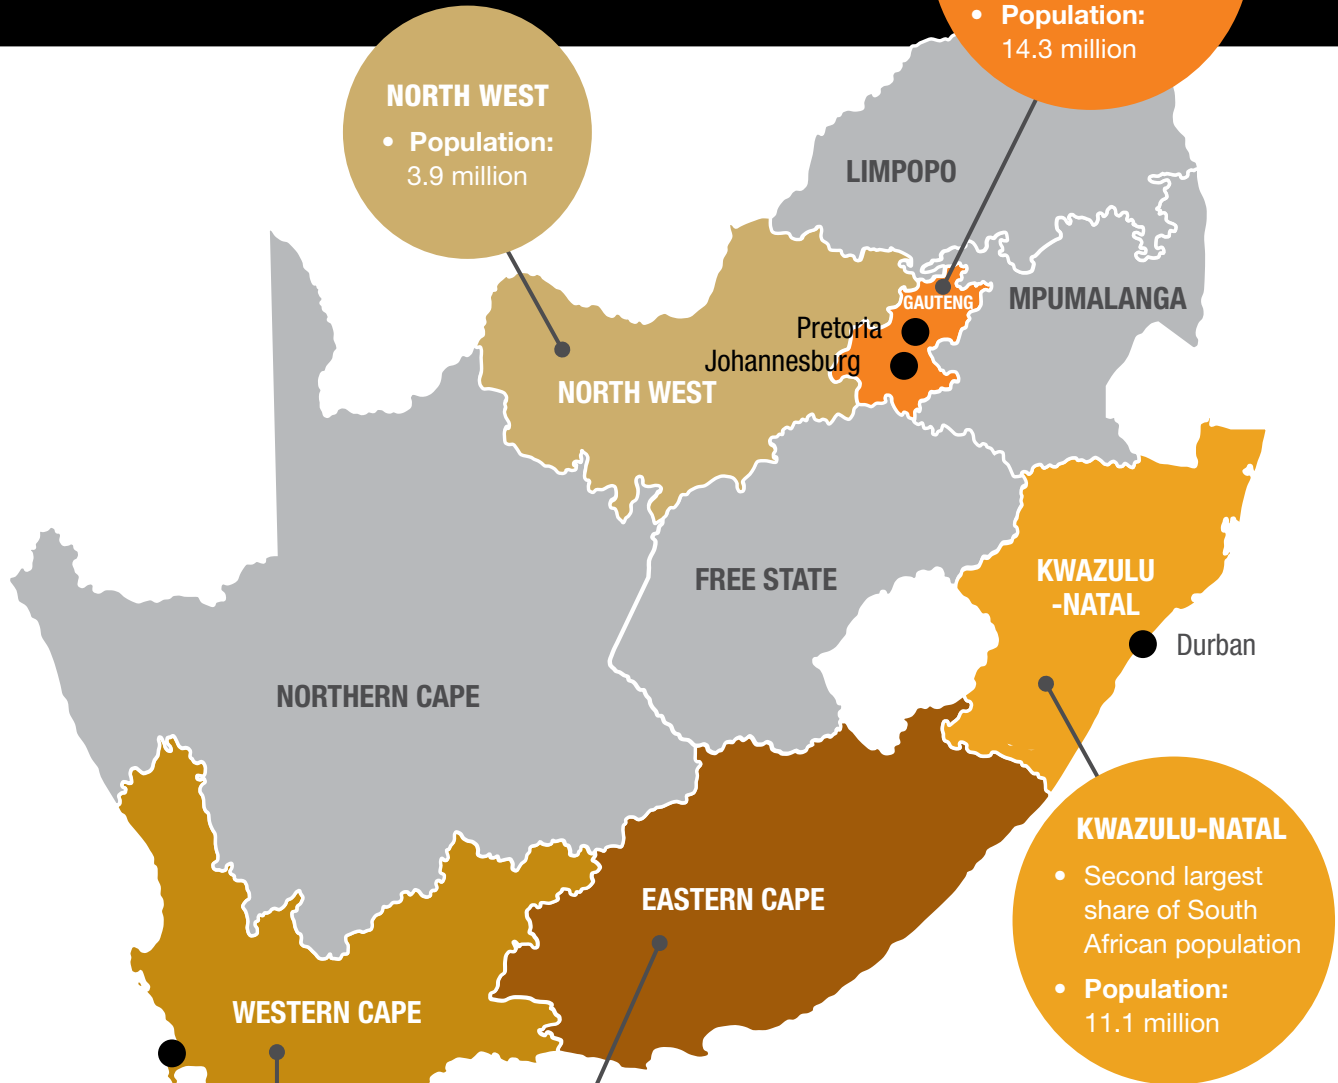 • Population:
14.3 million
NORTH WEST
• Population:
3.9 million
LIMPOPO
GAUTENG
MPUMALANGA
Pretoria
Johannesburg
NORTH WEST
FREE STATE
KWAZULU
-NATAL
Durban
NORTHERN CAPE
KWAZULU-NATAL
• Second largest
share of South
African population
• Population:
11.1 million
EASTERN CAPE
WESTERN CAPE